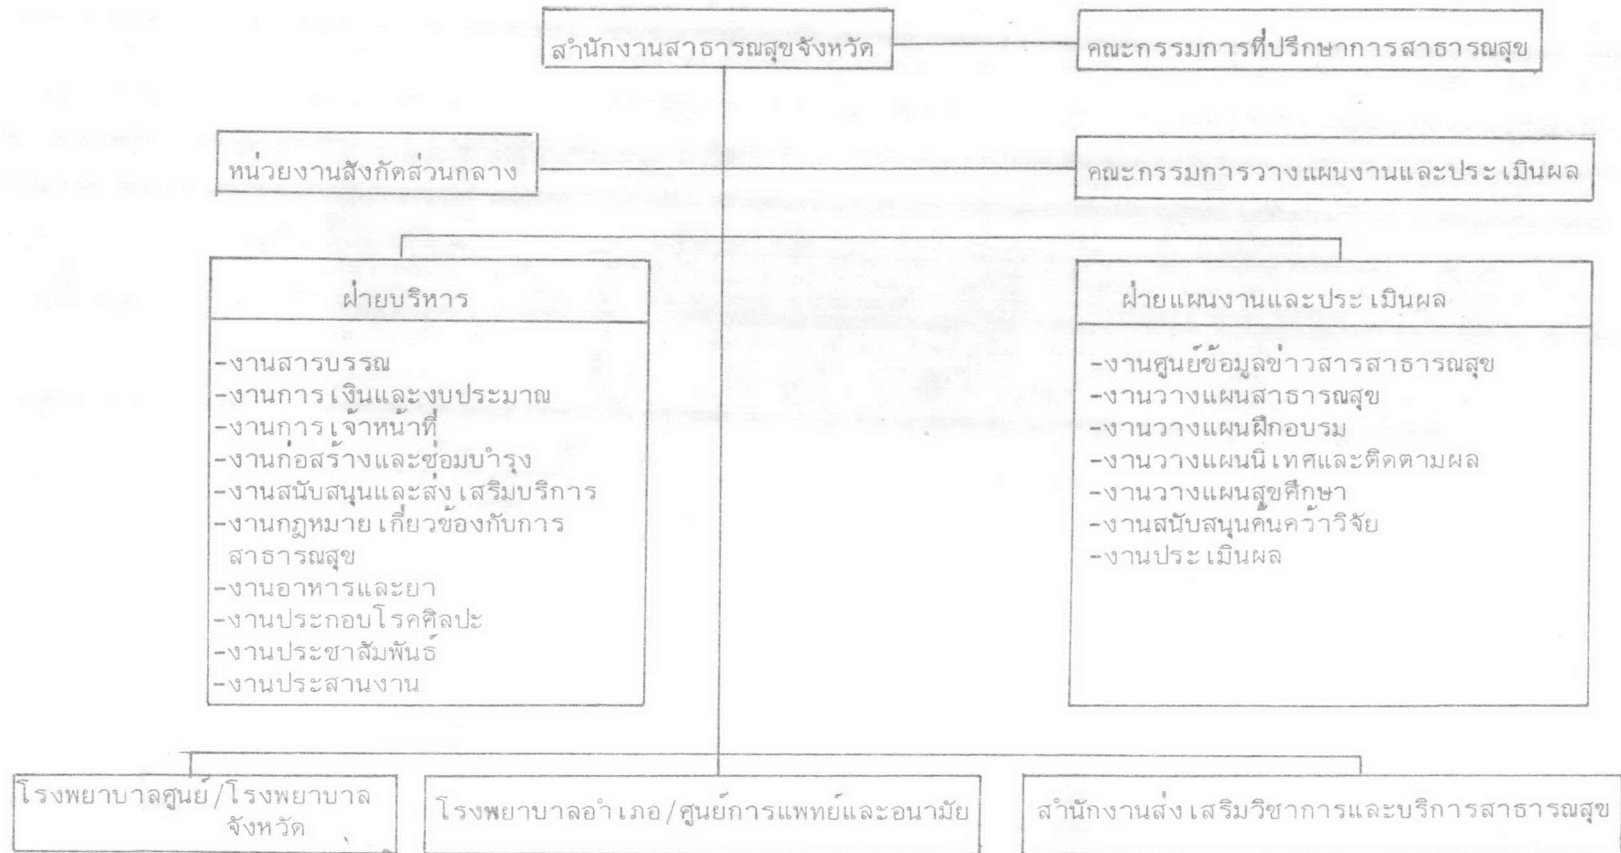 สำนักงานสาธารณสุขจังหวัด
คณะกรรมการที่ปรึกษาการสาธารณสุข
หน่วยงานสังกัดส่วนกลาง
คณะกรรมการวางแผนงานและประเมินผล
ฝ่ายบริหาร
-งานสารบรรณ
-งานการเงินและงบประมาณ
-งานการเจ้าหน้าที่
-งานก่อสร้างและซ่อมบำรุง
-งานสนับสนุนและส่งเสริมบริการ
-งานกฎหมายเกี่ยวข้องกับการ
สาธารณสุข
-งานอาหารและยา
-งานประกอบโรคศิลปะ
-งานประชาสัมพันธ์
-งานประสานงาน
ฝ่ายแผนงานและประเมินผล
-งานศูนย์ข้อมูลข่าวสารสาธารณสุข
-งานวางแผนสาธารณสุข
-งานวางแผนฝึกอบรม
-งานวางแผนนิเทศและติดตามผล
-งานวางแผนสุขศึกษา
-งานสนับสนุนค้นคว้าวิจัย
-งานประเมินผล
โรงพยาบาลศูนย์/โรงพยาบาล
จังหวัด
โรงพยาบาลอำเภอ/ศูนย์การแพทย์และอนามัย
สำนักงานส่งเสริมวิชาการและบริการสาธารณสุข